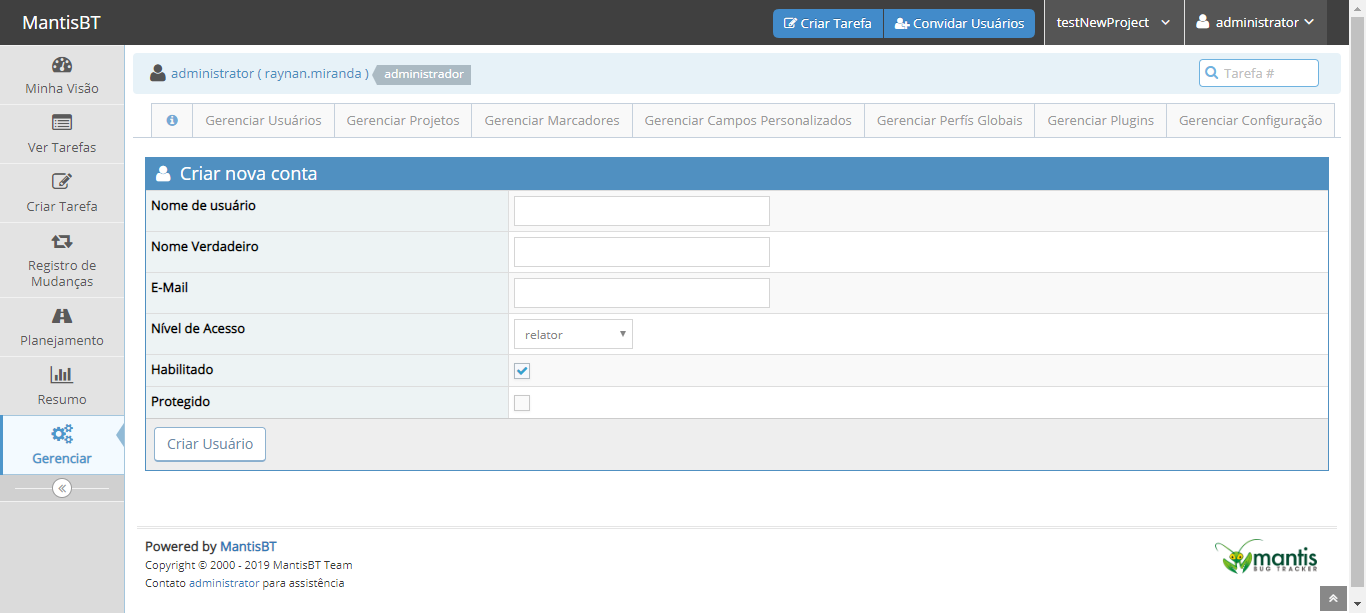 MantisBT
Criar Tarefa
Convidar Usuários
testNewProject
administrator
Minha Visão
Ver Tarefas
Criar Tarefa
Registro de
Mudanças
Planejamento
Resumo
Gerenciar
administrator ( raynan.miranda ) administrador
Tarefa #
Gerenciar Usuários
Gerenciar Projetos
Gerenciar Marcadores
Gerenciar Campos Personalizados
Gerenciar Perfís Globais
Gerenciar Plugins
Gerenciar Configuração
Criar nova conta
Nome de usuário
Nome Verdadeiro
E-Mail
Nível de Acesso
relator
Habilitado
Protegido
Criar Usuário
Powered by MantisBT
Copyright © 2000 - 2019 MantisBT Team
Contato administrator para assistência
mantis
BUG TRACKER